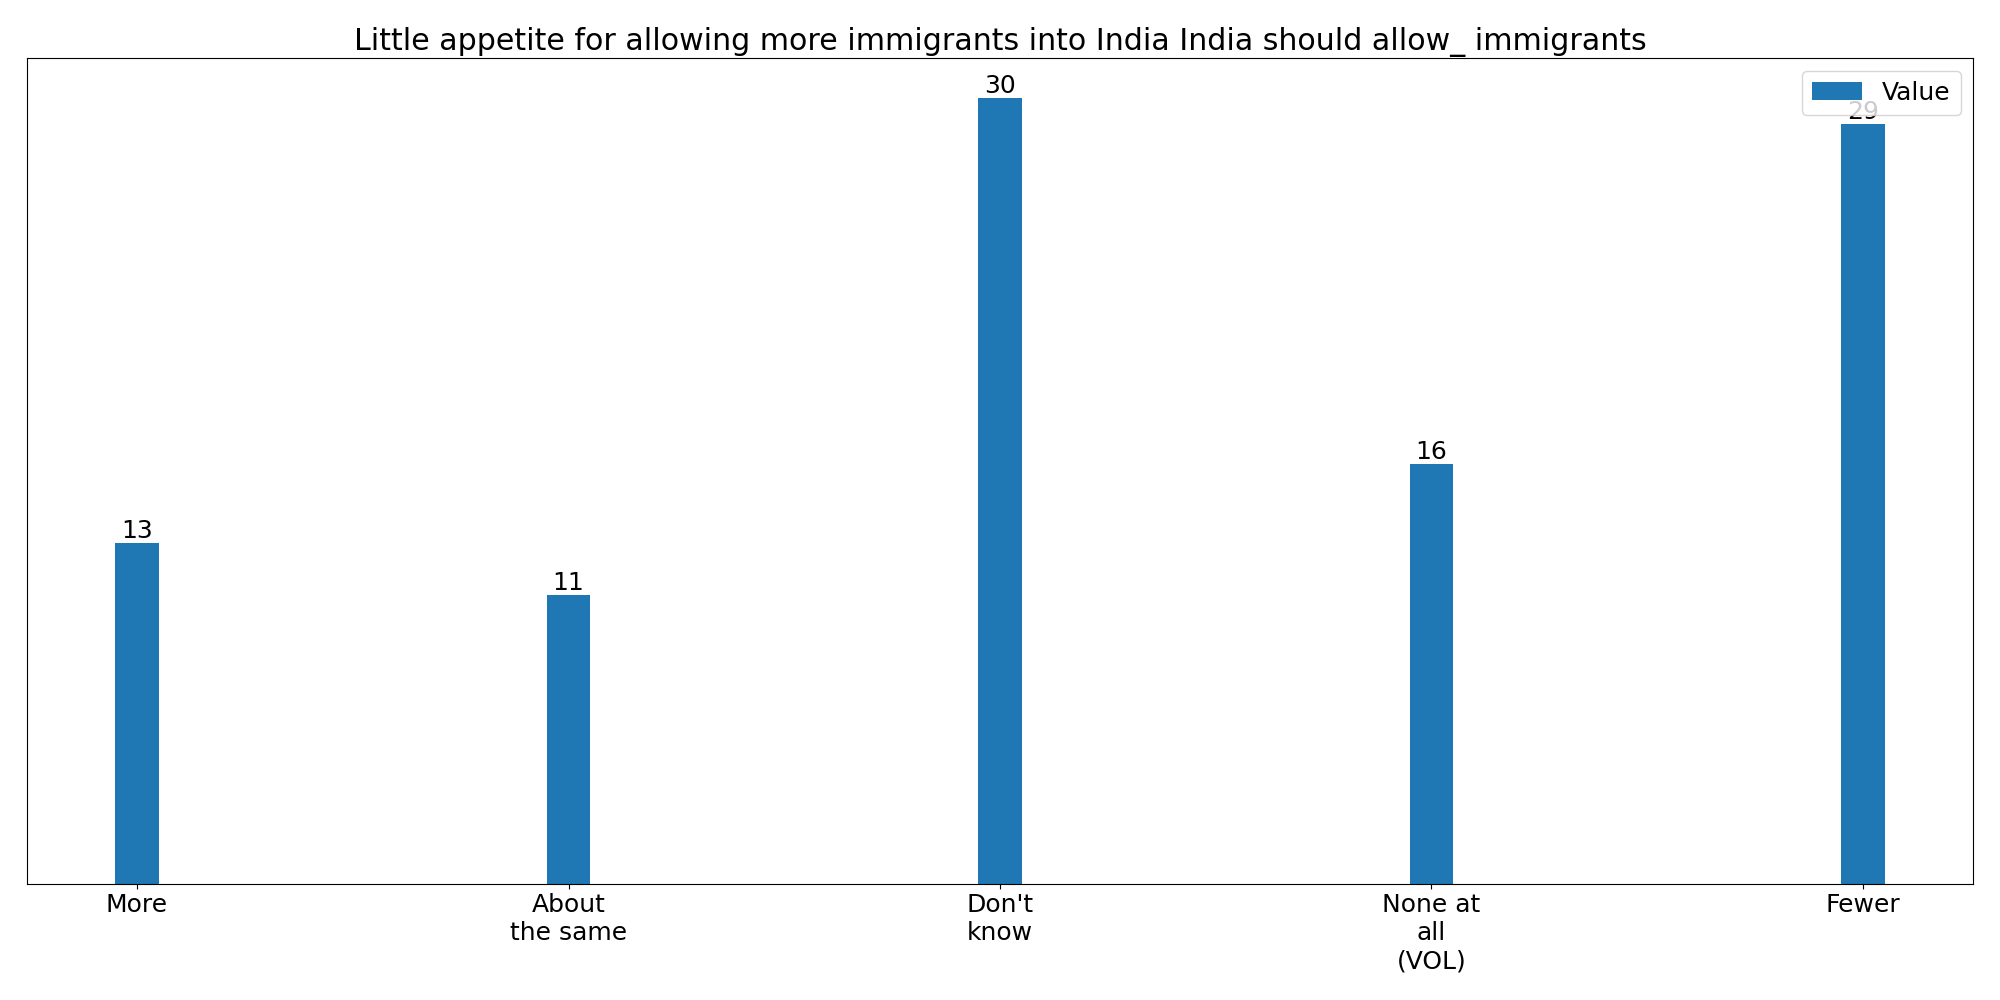 Little appetite for allowing more immigrants into India India should allow_ immigrants
Value
30
29
16
13
11
More
About
the same
Don't
know
None at
all
(VOL)
Fewer